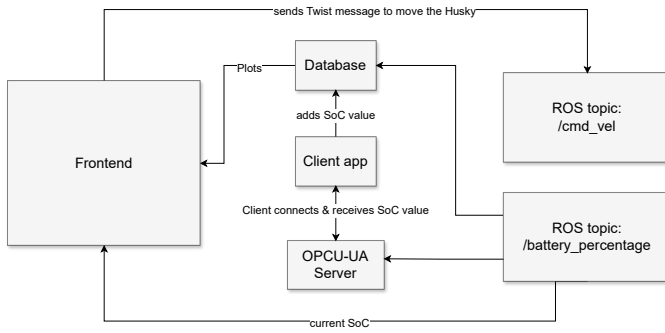 sends Twist message to move the Husky
Plots
Database
ROS topic:
/cmd_vel
adds SoC value
Frontend
Client app
Client connects & receives SoC value
ROS topic:
/battery_percentage
OPCU-UA
Server
current SoC